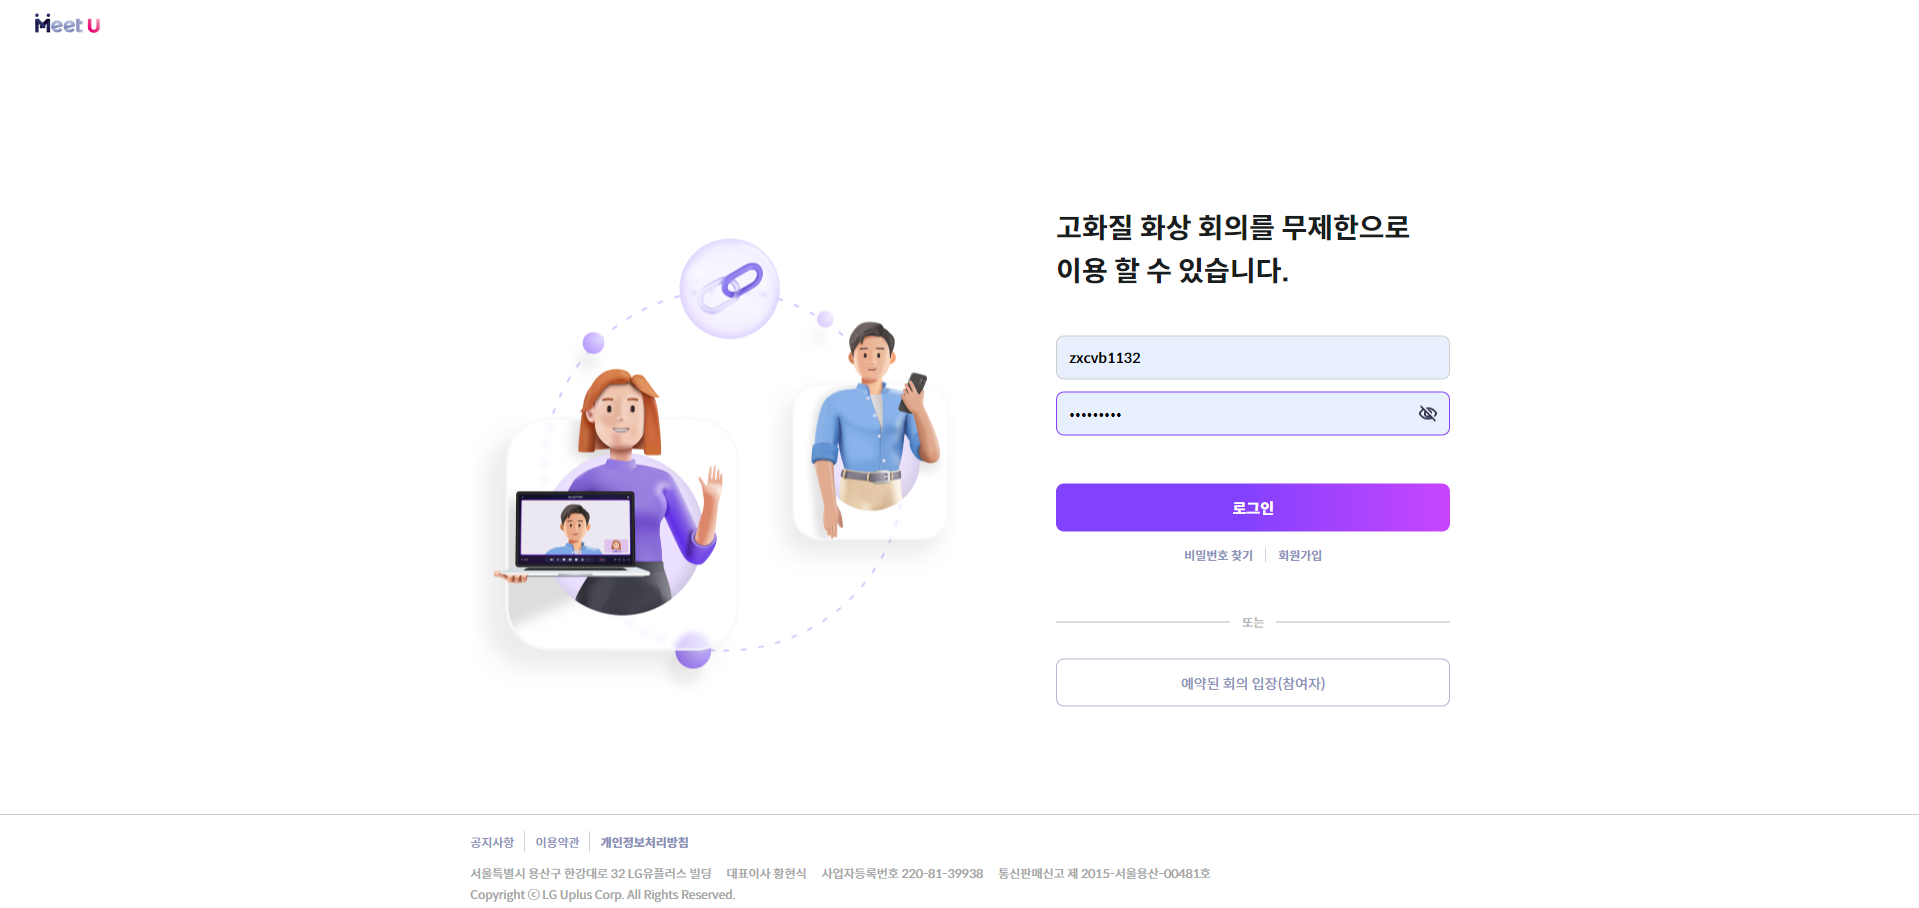 Meet U
고화질 화상 회의를 무제한으로
이용 할 수 있습니다.
zxcvb1132
•••••••••
로그인
비밀번호 찾기 회원가입
또는
예약된 회의 입장(참여자)
공지사항 이용약관 개인정보처리방침
서울특별시 용산구 한강대로 32 LG유플러스 빌딩 대표이사 황현식 사업자등록번호 220-81-39938 통신판매신고 제 2015-서울용산-00481호
Copyright ⓒ LG Uplus Corp. All Rights Reserved.